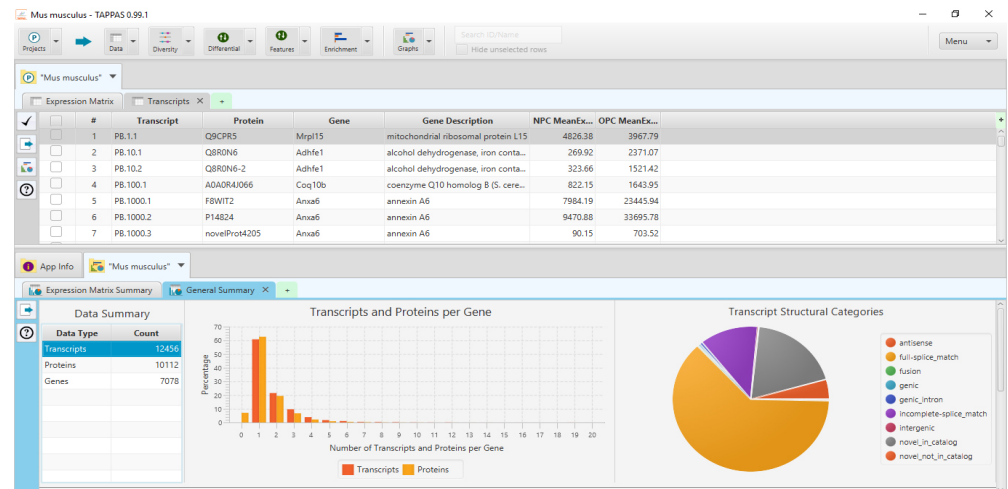 Mus musculus - TAPPAS 0.99.1
Projects Data Diversity Differential Features Enrichment Graphs
Search ID/Name
Hide unselected rows
Menu
"Mus musculus"
Expression Matrix Transcripts
# Transcript Protein Gene Gene Description NPC MeanEx... OPC MeanEx...
1 PB.1.1 Q9CPR5 Mrpl15 mitochondrial ribosomal protein L15 4826.38 3967.79
2 PB.10.1 Q8R0N6 Adhfe1 alcohol dehydrogenase, iron conta... 269.92 2371.07
3 PB.10.2 Q8R0N6-2 Adhfe1 alcohol dehydrogenase, iron conta... 323.66 1521.42
4 PB.100.1 A0A0R4J066 Coq10b coenzyme Q10 homolog B (S. cere... 822.15 1643.95
5 PB.1000.1 F8WIT2 Anxa6 annexin A6 7984.19 23445.94
6 PB.1000.2 P14824 Anxa6 annexin A6 9470.88 33695.78
7 PB.1000.3 novelProt4205 Anxa6 annexin A6 90.15 703.52
App Info "Mus musculus"
Expression Matrix Summary General Summary
Data Summary
Data Type Count
Transcripts 12456
Proteins 10112
Genes 7078
Transcripts and Proteins per Gene
Percentage
70
60
50
40
30
20
10
0
0 1 2 3 4 5 6 7 8 9 10 11 12 13 14 15 16 17 18 19 20
Number of Transcripts and Proteins per Gene
Transcripts Proteins
Transcript Structural Categories
antisense
full-splice_match
fusion
genic
genic_intron
incomplete-splice_match
intergenic
novel_in_catalog
novel_not_in_catalog